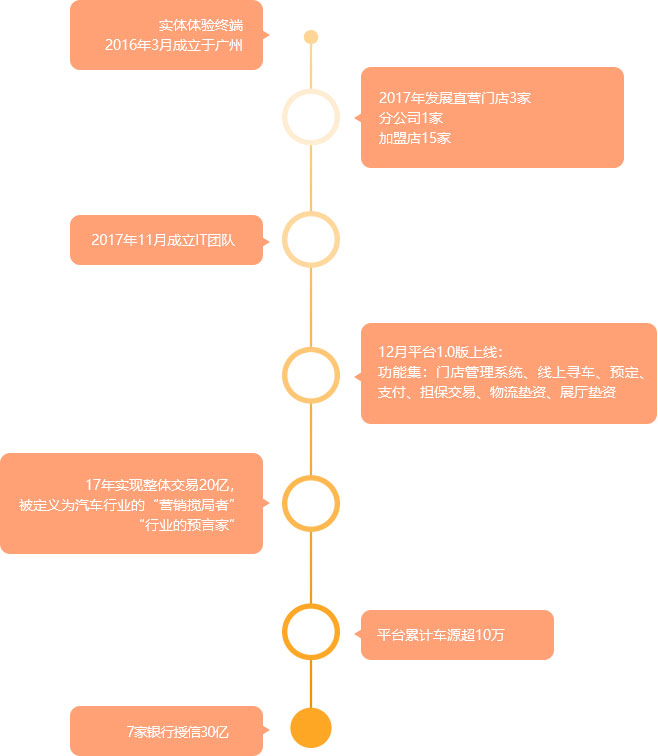 实体体验终端
2016年3月成立于广州
2017年发展直营门店3家
分公司1家
加盟店15家
2017年11月成立IT团队
12月平台1.0版上线：
功能集：门店管理系统、线上寻车、预定、
支付、担保交易、物流垫资、展厅垫资
17年实现整体交易20亿，
被定义为汽车行业的“营销搅局者”
“行业的预言家”
平台累计车源超10万
7家银行授信30亿